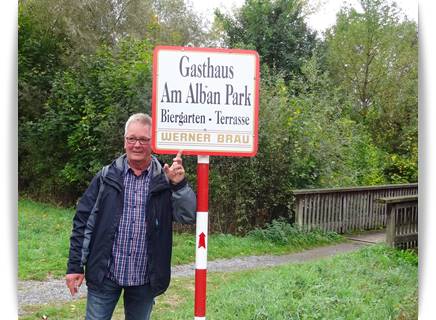 Gasthaus
Am Alban Park
Biergarten - Terrasse
WERNER BRÄU